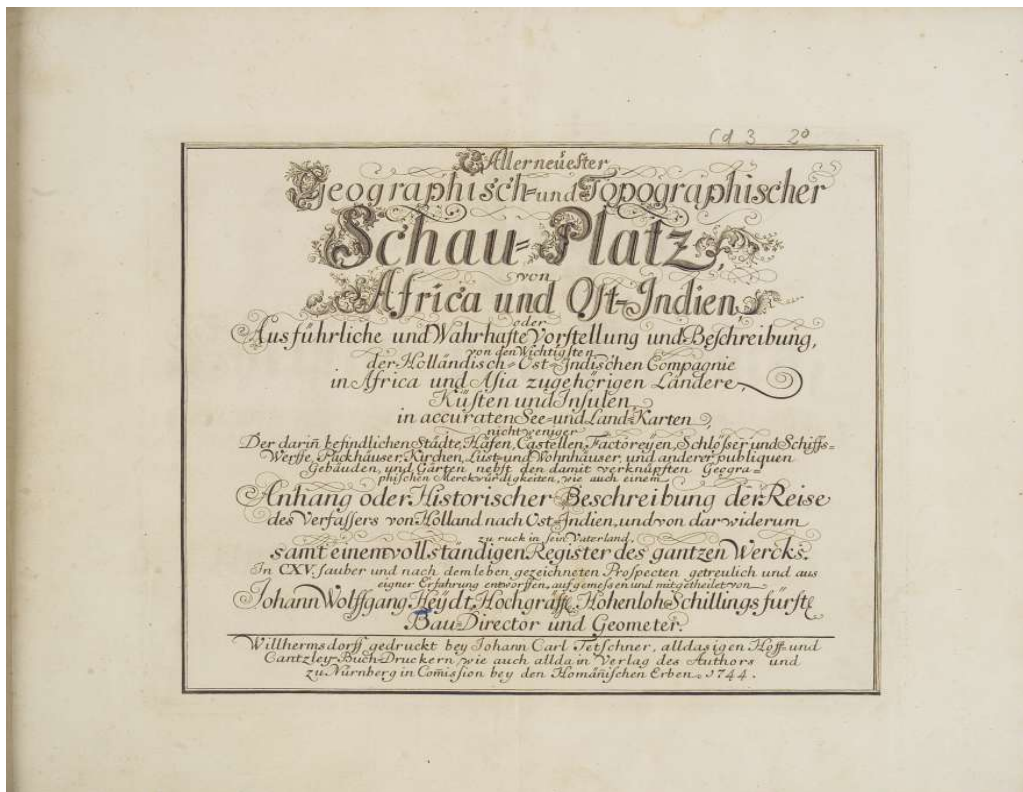 Cd 3 2º
Allerneüester
Geographisch- und Topographischer
Schau-Platz,
von
Africa und Ost-Indien,
oder
Ausführliche und Wahrhafte Vorstellung und Beschreibung,
von den Wichtigsten
der Holländisch-Ost-Indischen Compagnie
in Africa und Asia zugehörigen Ländere,
Küsten und Insulen,
in accuraten See- und Land-Karten,
nicht weniger
Der darin̄ befindlichen Städte, Häfen, Castellen, Factoreyen, Schlösser und Schiffs-
Werffe, Packhäuser, Kirchen, Lust- und Wohnhäuser, und anderer publiquen
Gebäuden, und Gärten nebst den damit verknüpften Geogra-
phischen Merckwürdigkeiten, wie auch einem
Anhang oder Historischer Beschreibung der Reise
des Verfassers von Holland nach Ost-Indien, und von dar widerum
zu ruck in sein Vaterland,
samt einem vollständigen Register des gantzen Wercks.
In CXV. sauber und nach dem leben gezeichneten Prospecten getreulich und aus
eigner Erfahrung entworffen, aufgemessen und mitgetheilet von
Johann Wolffgang Heydt, Hochgräffl. Hohenloh-Schillingsfürstl.
Bau-Director und Geometer.
Willhermsdorff gedruckt bey Johann Carl Tetschner, alldasigen Hoff- und
Cantzley-Buch-Druckern, wie auch allda in Verlag des Authors und
zu Nürnberg in Com̄ission bey den Homän̄ischen Erben. 1744.